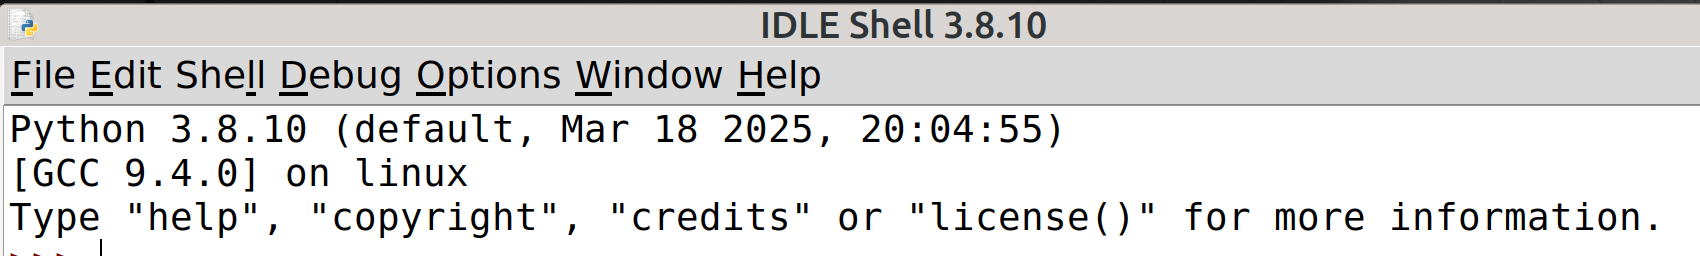 IDLE Shell 3.8.10
File Edit Shell Debug Options Window Help
Python 3.8.10 (default, Mar 18 2025, 20:04:55)
[GCC 9.4.0] on linux
Type "help", "copyright", "credits" or "license()" for more information.
>>>